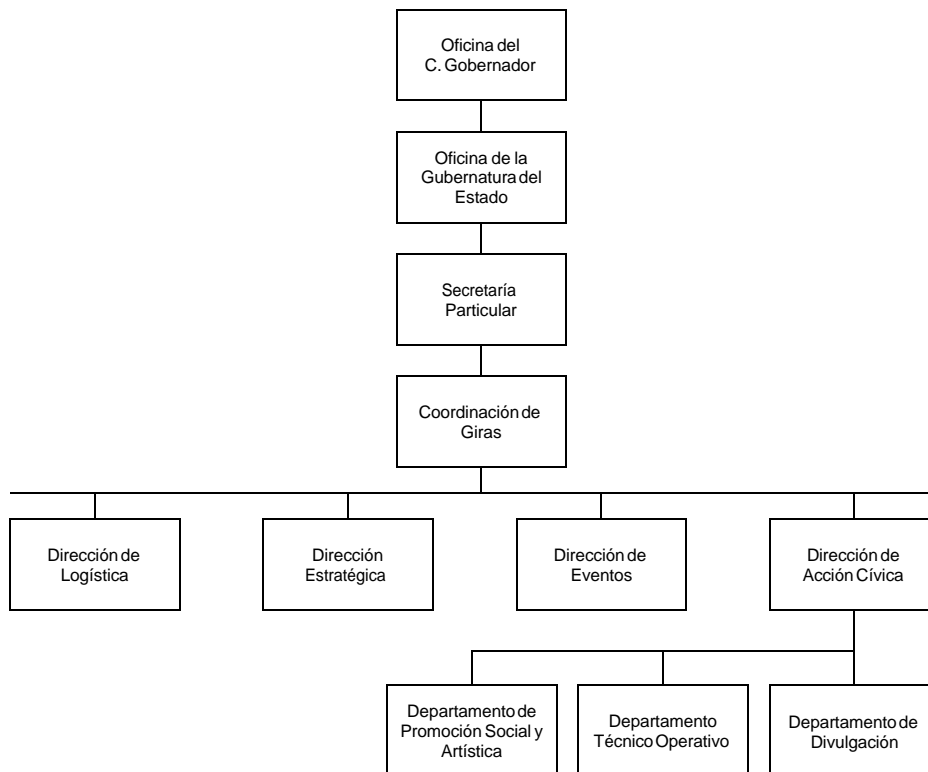 Oficina del
C. Gobernador
Oficina de la
Gubernatura del
Estado
Secretaría
Particular
Coordinación de
Giras
Dirección de
Logística
Dirección
Estratégica
Dirección de
Eventos
Dirección de
Acción Cívica
Departamento de
Promoción Social y
Artística
Departamento
Técnico Operativo
Departamento de
Divulgación